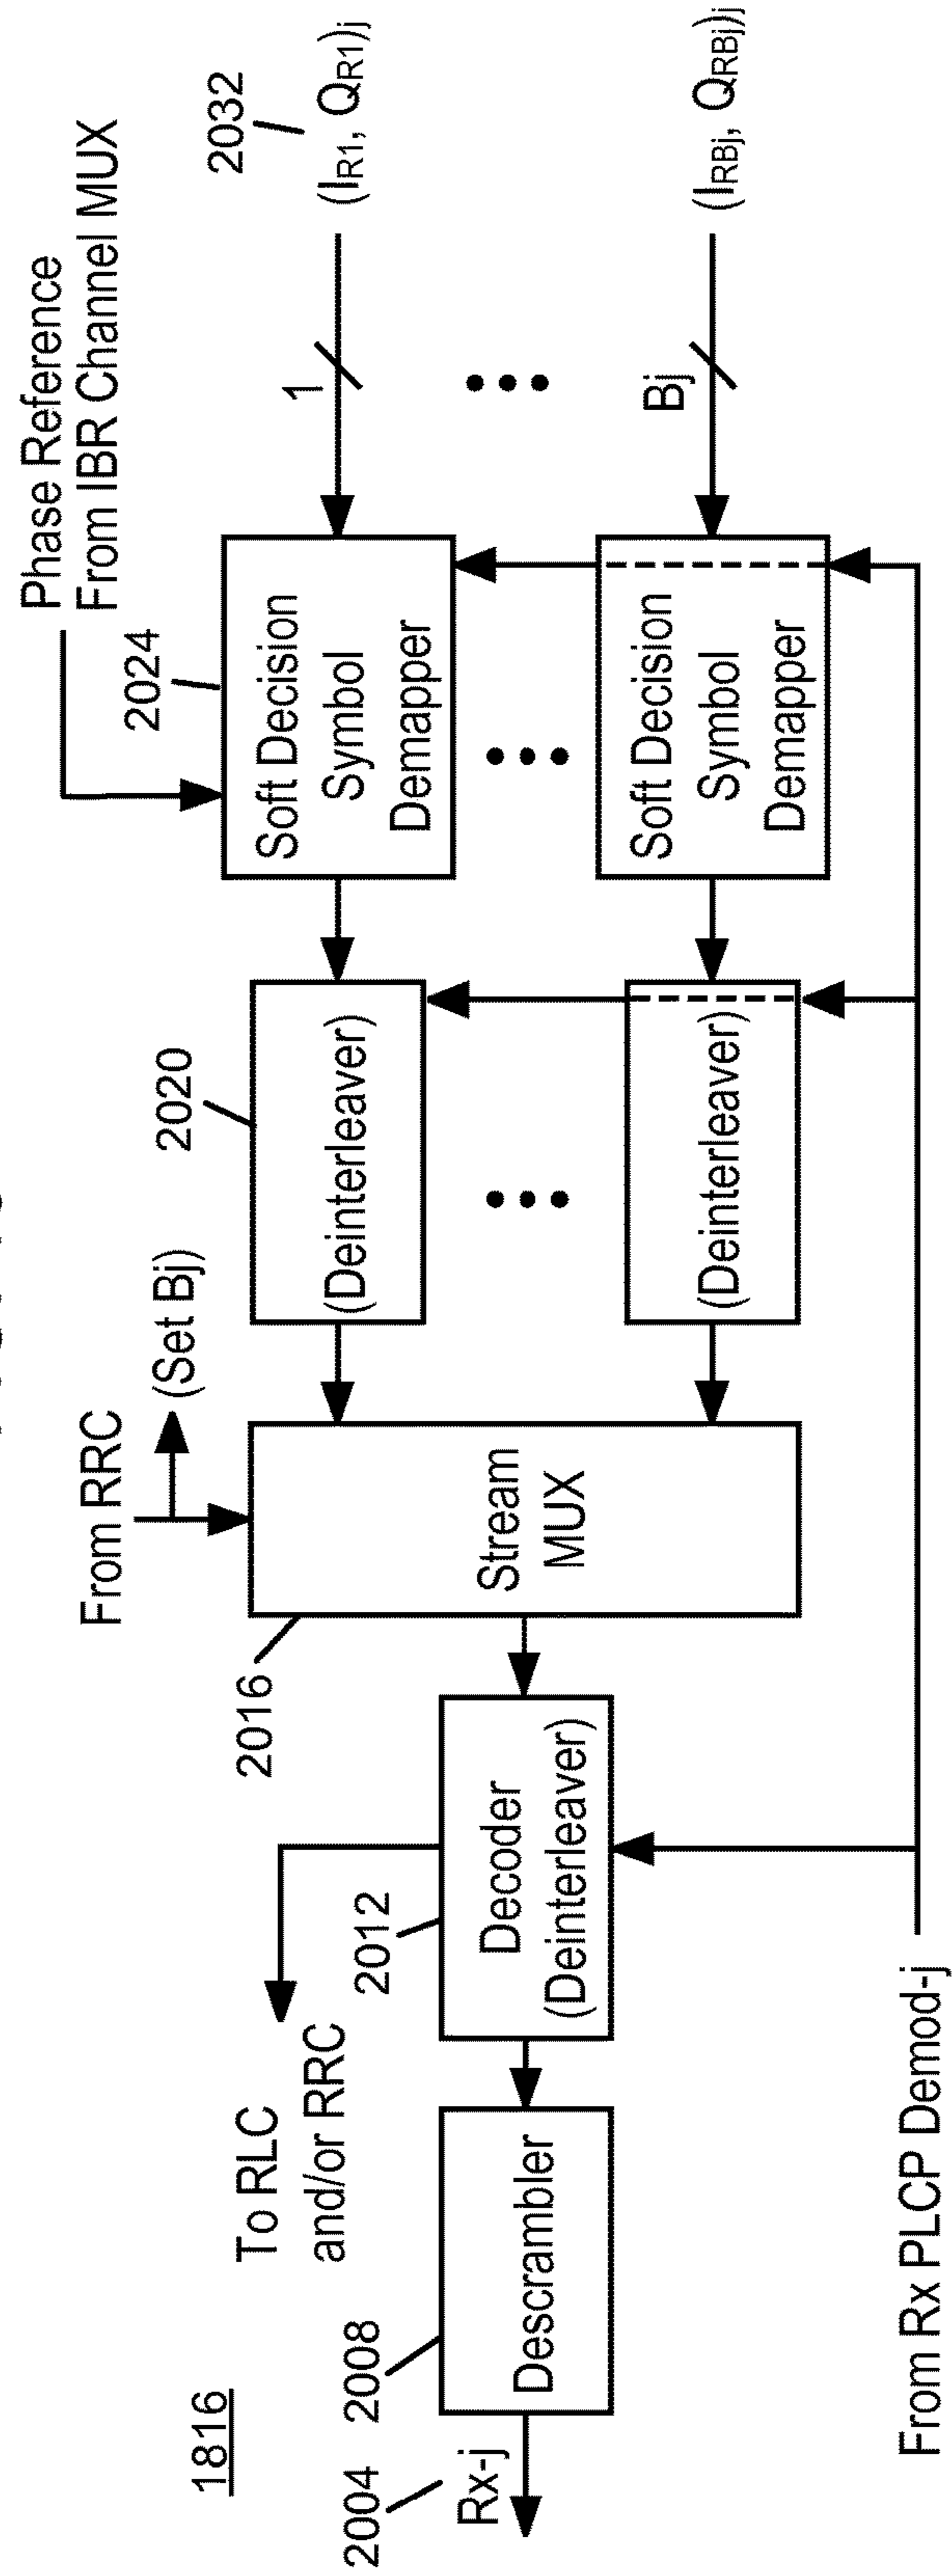 1816
2004
Rx-j
2008
Descrambler
To RLC
and/or RRC
2012
Decoder
(Deinterleaver)
2016
From RRC
(Set Bj)
Stream
MUX
2020
(Deinterleaver)
(Deinterleaver)
Phase Reference
From IBR Channel MUX
2024
Soft Decision
Symbol
Demapper
Soft Decision
Symbol
Demapper
1
Bj
2032
(IR1, QR1)j
(IRBj, QRBj)j
From Rx PLCP Demod-j